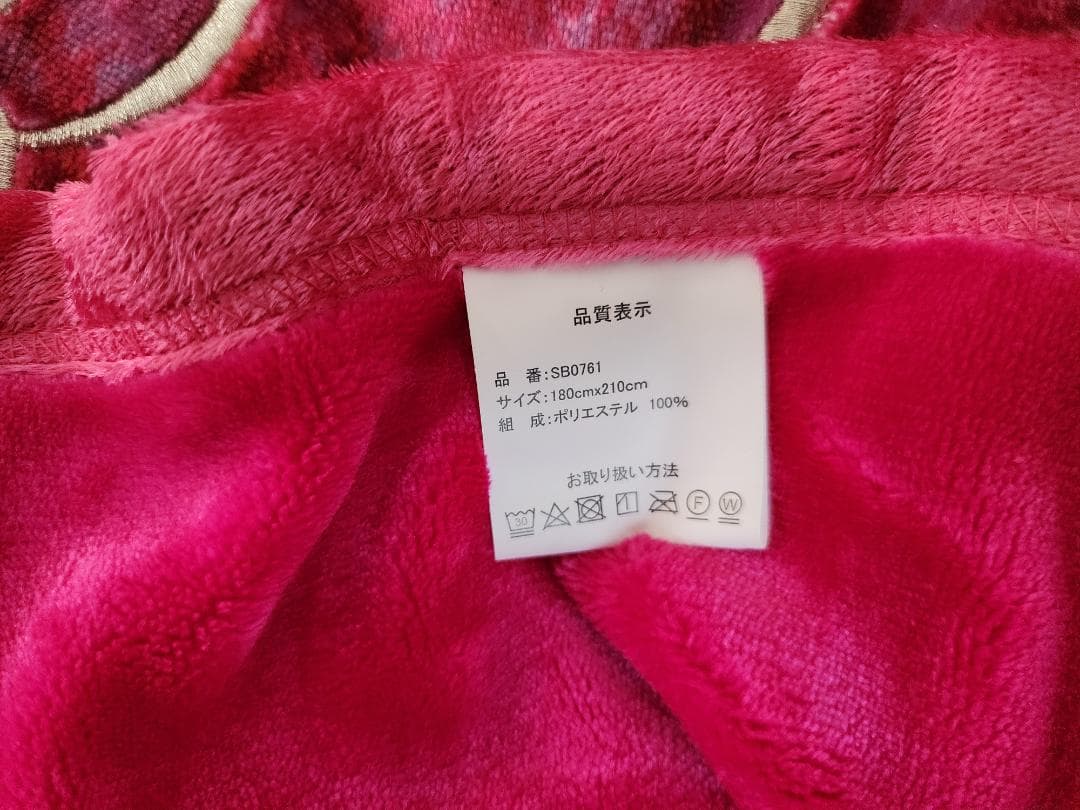 品質表示
品 番:SB0761
サイズ:180cmx210cm
組 成:ポリエステル 100%
お取り扱い方法
30 F W